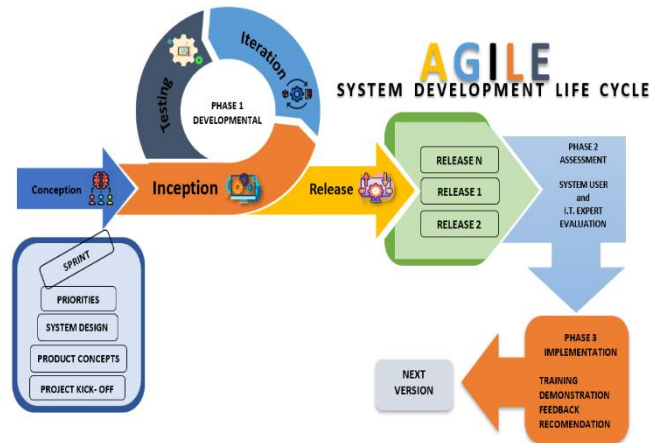 AGILE
SYSTEM DEVELOPMENT LIFE CYCLE
Testing
Iteration
PHASE 1
DEVELOPMENTAL
Conception
Inception
Release
RELEASE N
RELEASE 1
RELEASE 2
PHASE 2
ASSESSMENT
SYSTEM USER
and
I.T. EXPERT
EVALUATION
SPRINT
PRIORITIES
SYSTEM DESIGN
PRODUCT CONCEPTS
PROJECT KICK- OFF
NEXT
VERSION
PHASE 3
IMPLEMENTATION
TRAINING
DEMONSTRATION
FEEDBACK
RECOMENDATION